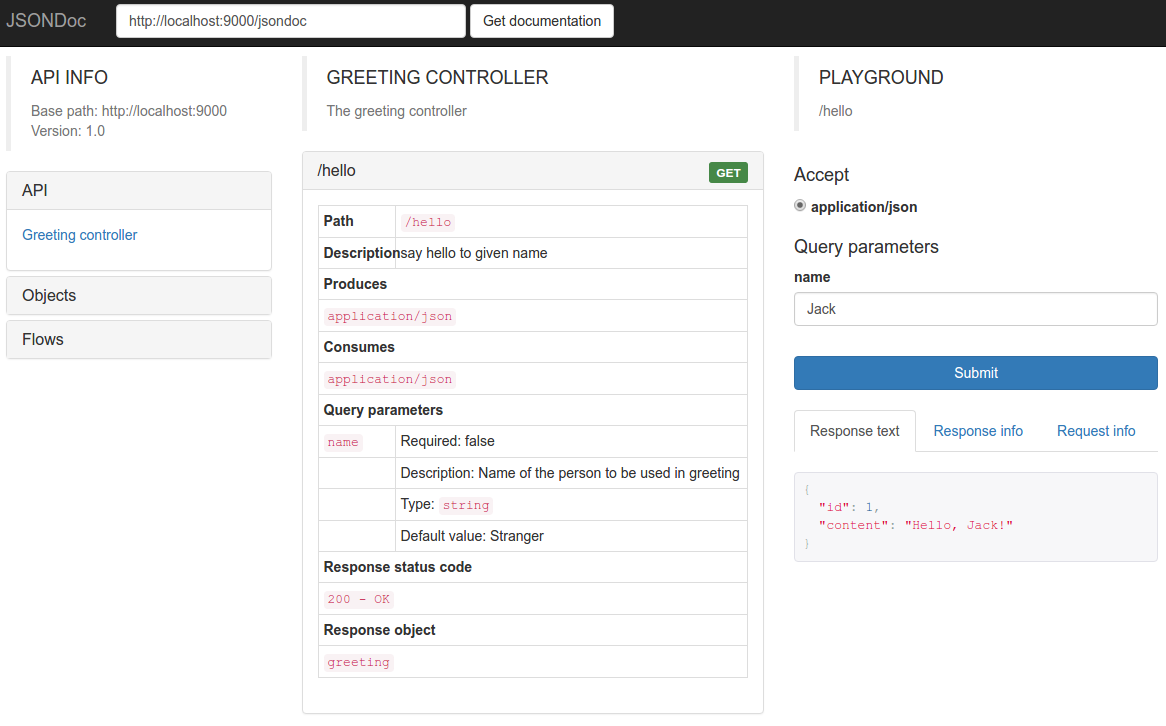 JSONDoc
http://localhost:9000/jsondoc
Get documentation
API INFO
Base path: http://localhost:9000
Version: 1.0
API
Greeting controller
Objects
Flows
GREETING CONTROLLER
The greeting controller
/hello
GET
Path
/hello
Description
say hello to given name
Produces
application/json
Consumes
application/json
Query parameters
name
Required: false
Description: Name of the person to be used in greeting
Type: string
Default value: Stranger
Response status code
200 - OK
Response object
greeting
PLAYGROUND
/hello
Accept
application/json
Query parameters
name
Jack
Submit
Response text
Response info
Request info
{
"id": 1,
"content": "Hello, Jack!"
}